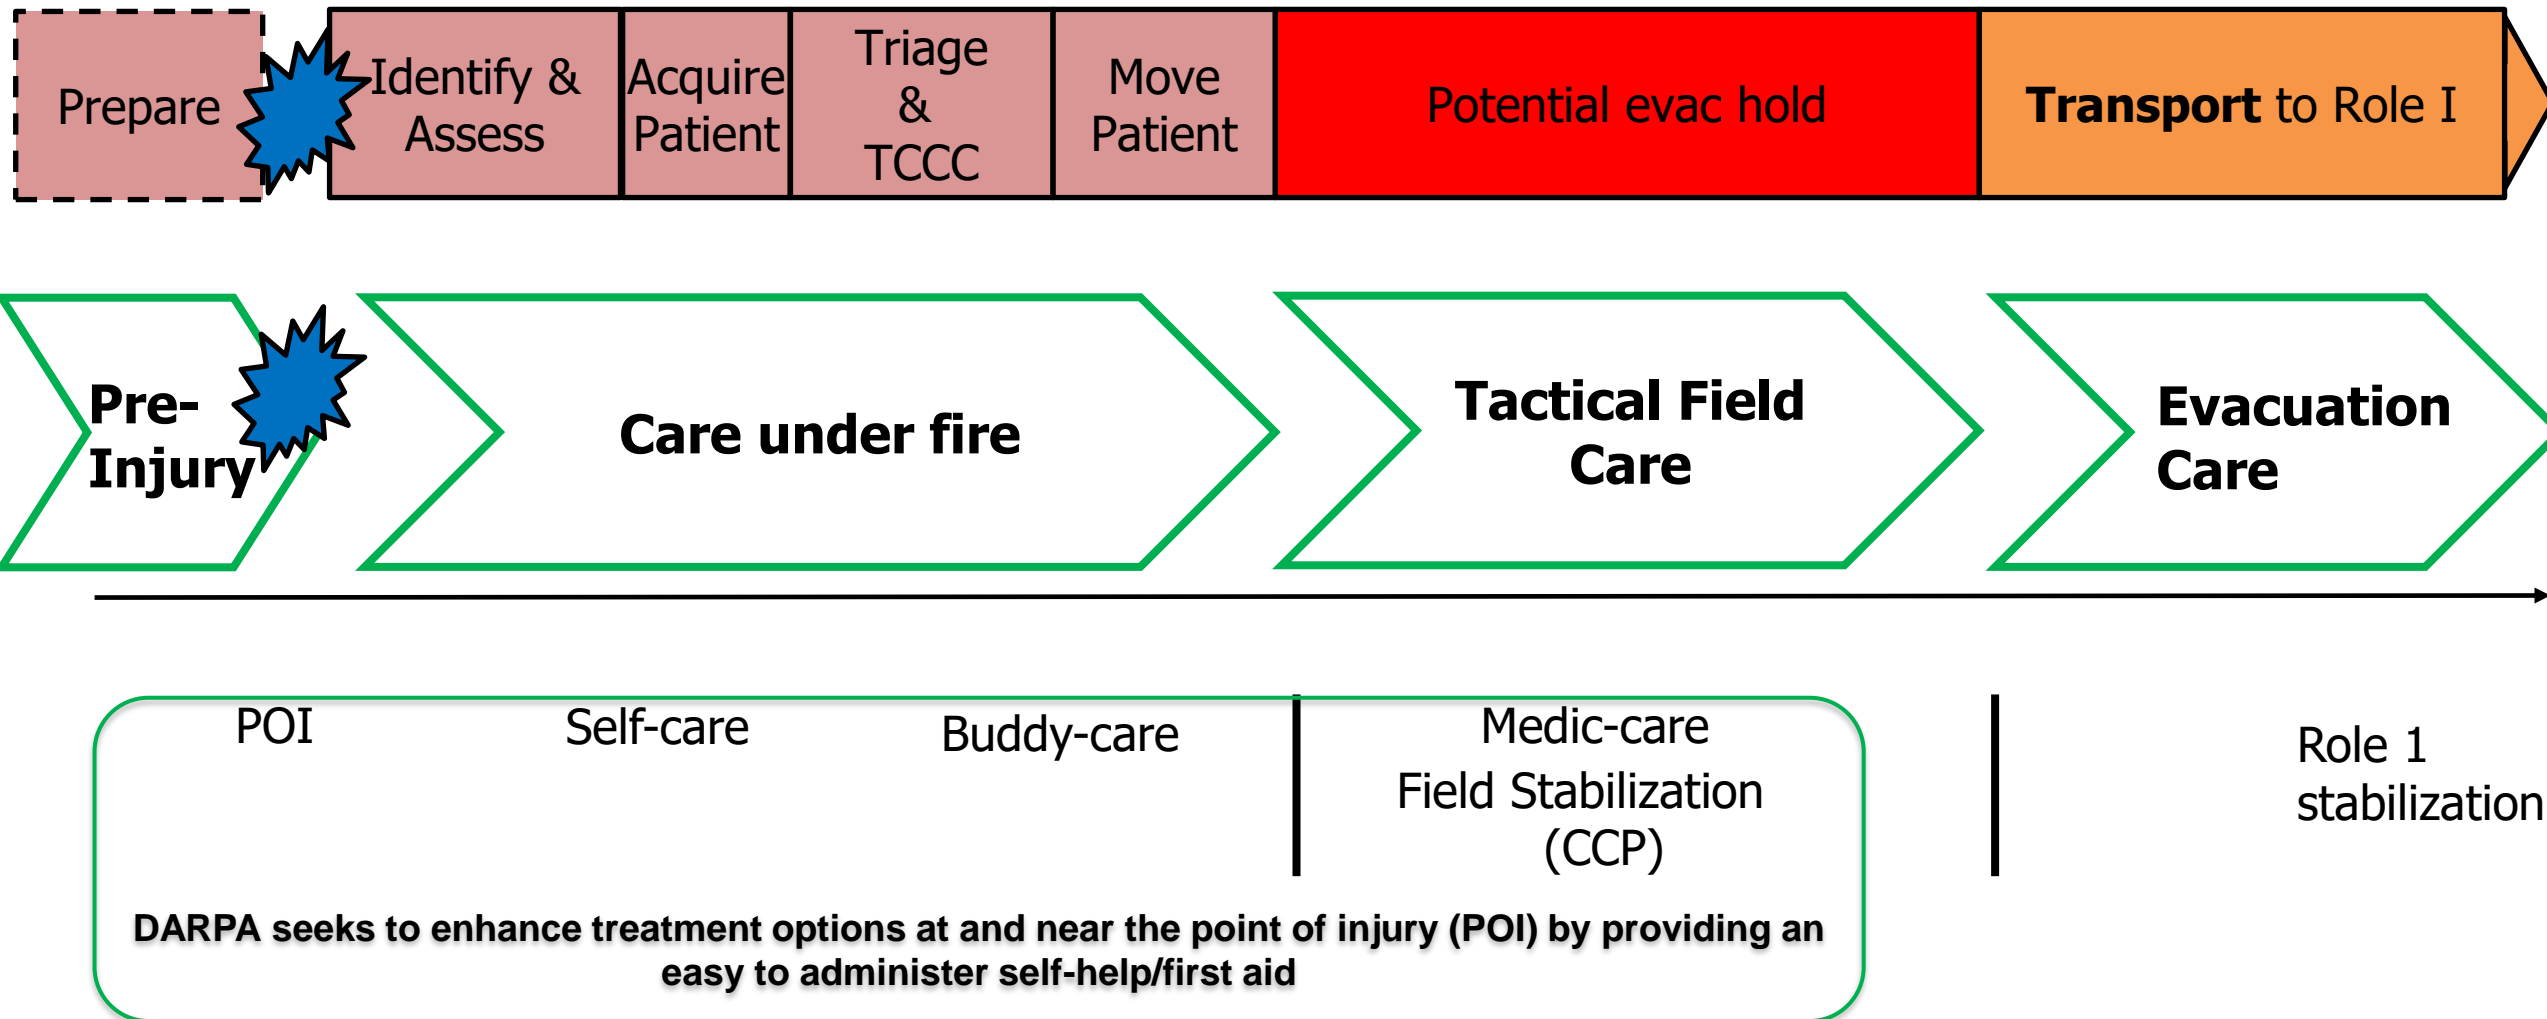 Prepare
Identify &
Assess
Acquire
Patient
Triage
&
TCCC
Move
Patient
Potential evac hold
Transport to Role I
Pre-
Injury
Care under fire
Tactical Field
Care
Evacuation
Care
POI
Self-care
Buddy-care
Medic-care
Field Stabilization
(CCP)
Role 1
stabilization
DARPA seeks to enhance treatment options at and near the point of injury (POI) by providing an
easy to administer self-help/first aid